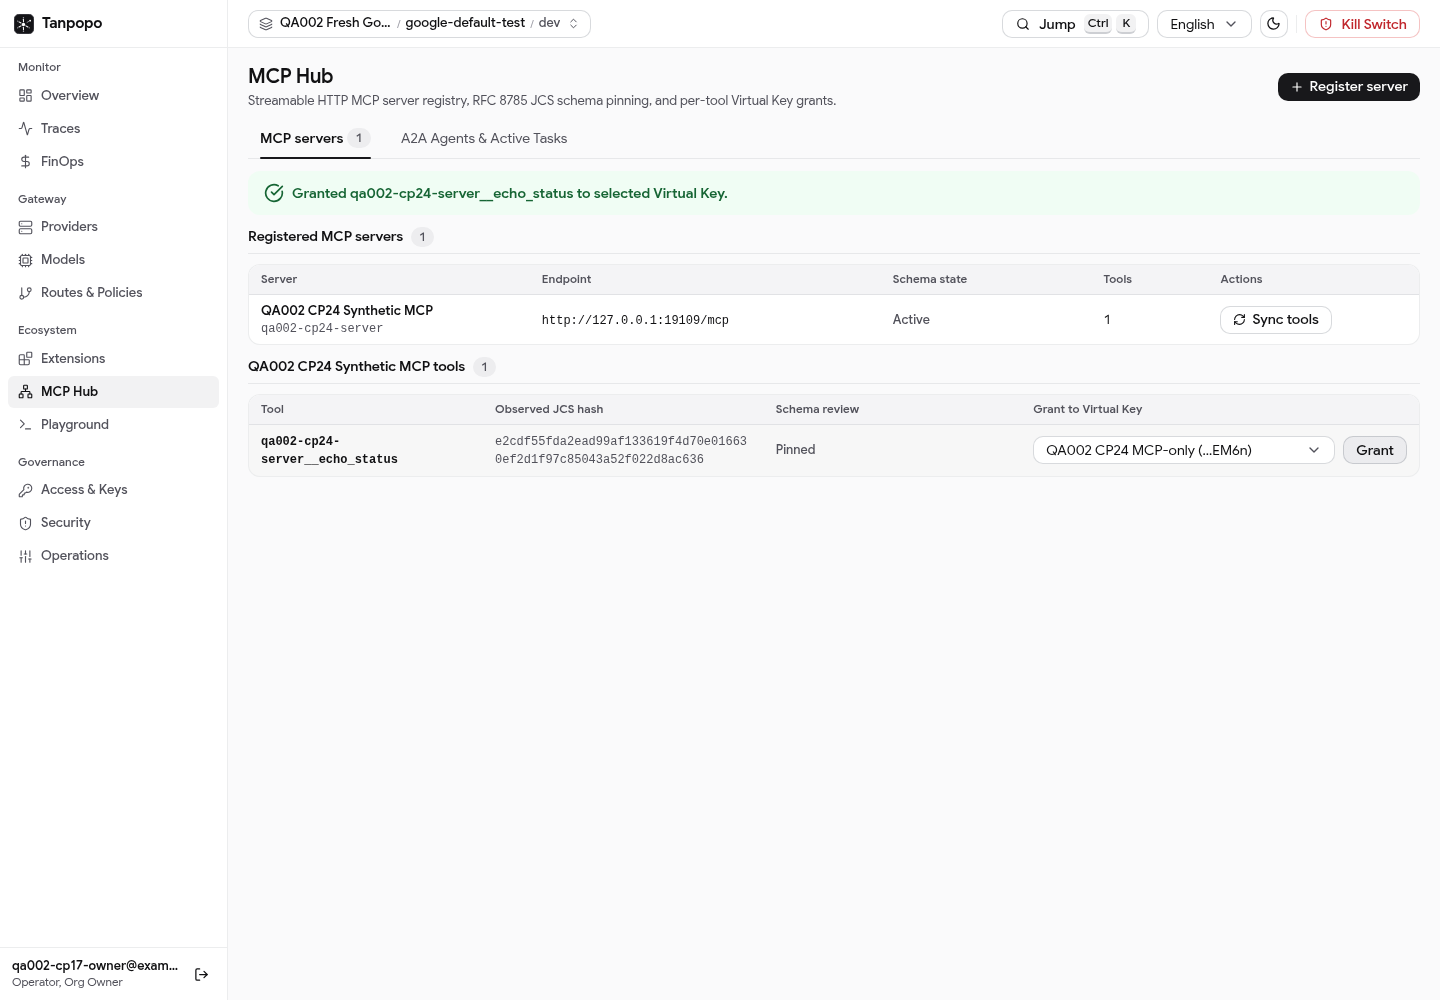 Tanpopo
QA002 Fresh Go... / google-default-test / dev
Jump Ctrl K
English
Kill Switch
Monitor
Overview
Traces
FinOps
Gateway
Providers
Models
Routes & Policies
Ecosystem
Extensions
MCP Hub
Playground
Governance
Access & Keys
Security
Operations
qa002-cp17-owner@exam...
Operator, Org Owner
MCP Hub
Streamable HTTP MCP server registry, RFC 8785 JCS schema pinning, and per-tool Virtual Key grants.
Register server
MCP servers 1
A2A Agents & Active Tasks
Granted qa002-cp24-server__echo_status to selected Virtual Key.
Registered MCP servers 1
Server Endpoint Schema state Tools Actions
QA002 CP24 Synthetic MCP
qa002-cp24-server
http://127.0.0.1:19109/mcp
Active
1
Sync tools
QA002 CP24 Synthetic MCP tools 1
Tool Observed JCS hash Schema review Grant to Virtual Key
qa002-cp24-
server__echo_status
e2cdf55fda2ead99af133619f4d70e01663
0ef2d1f97c85043a52f022d8ac636
Pinned
QA002 CP24 MCP-only (...EM6n)
Grant